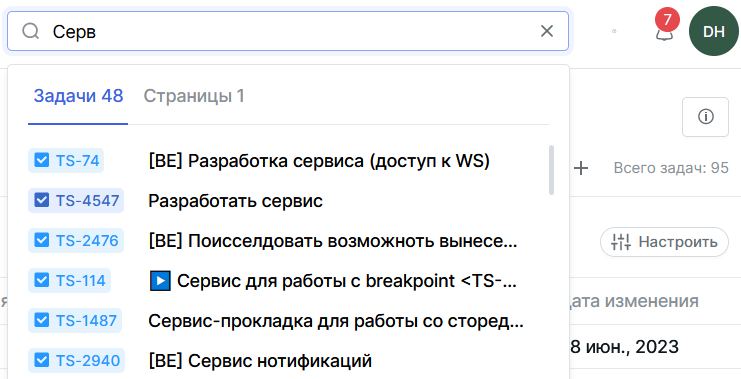 Серв
7
DH
Задачи 48
Страницы 1
TS-74
[BE] Разработка сервиса (доступ к WS)
Всего задач: 95
TS-4547
Разработать сервис
TS-2476
[BE] Поисселдовать возможноть вынесе...
Настроить
TS-114
Сервис для работы с breakpoint <TS-...
дата изменения
TS-1487
Сервис-прокладка для работы со сторед...
8 июн., 2023
TS-2940
[BE] Сервис нотификаций